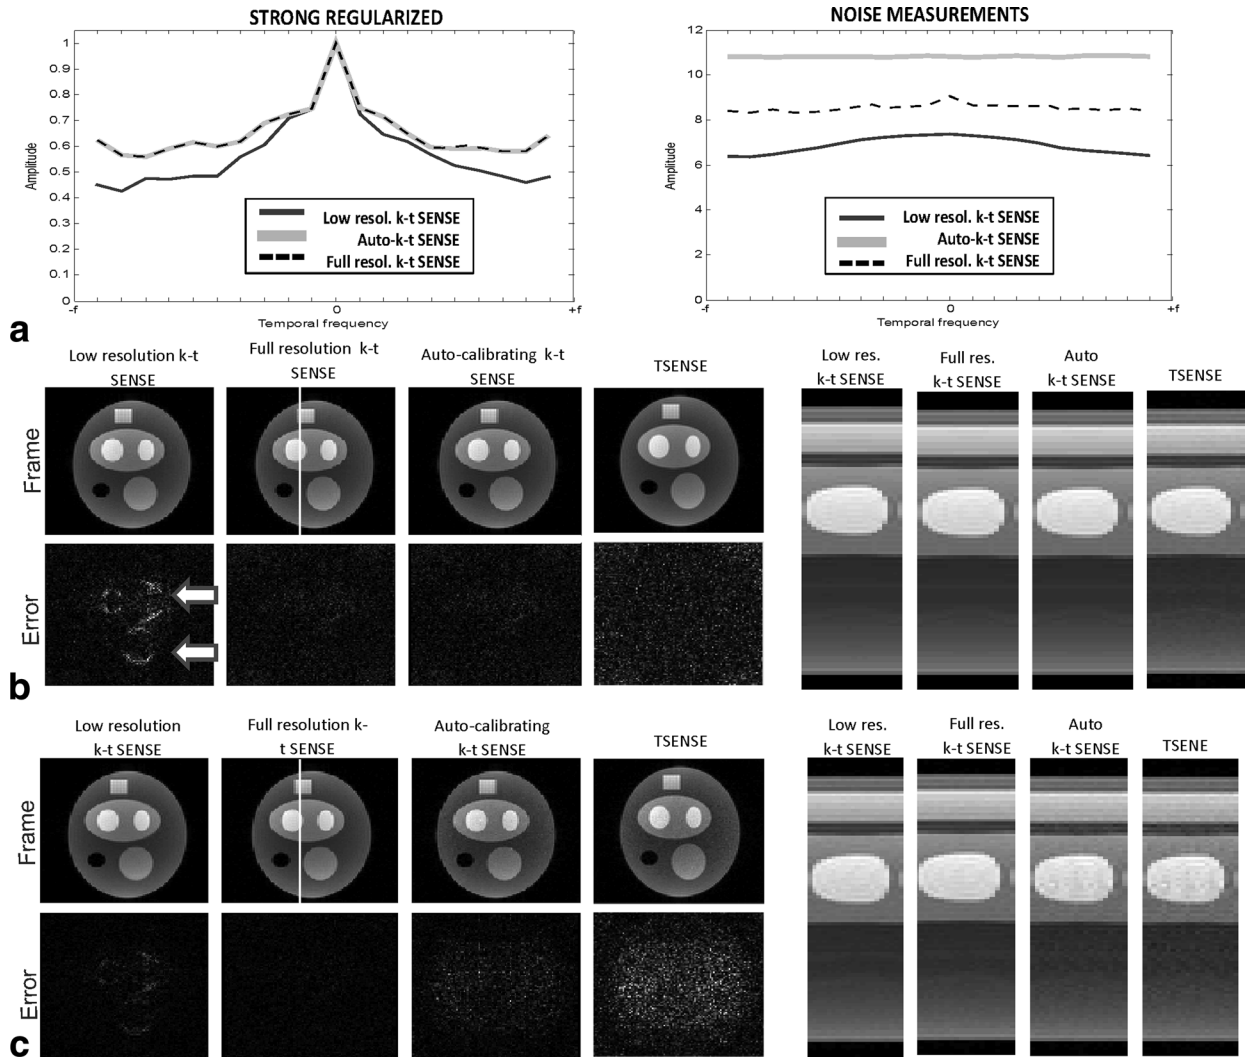 STRONG REGULARIZED
1
0.9
0.8
0.7
0.6
0.5
0.4
0.3
0.2
0.1
0
Amplitude
Low resol. k-t SENSE
Auto-k-t SENSE
Full resol. k-t SENSE
-f
0
+f
Temporal frequency
NOISE MEASUREMENTS
12
10
8
6
4
2
0
Amplitude
Low resol. k-t SENSE
Auto-k-t SENSE
Full resol. k-t SENSE
-f
0
+f
Temporal frequency
a
Low resolution k-t
SENSE
Full resolution k-t
SENSE
Auto-calibrating k-t
SENSE
TSENSE
Low res.
k-t SENSE
Full res.
k-t SENSE
Auto
k-t SENSE
TSENSE
Frame
Error
b
Low resolution
k-t SENSE
Full resolution k-
t SENSE
Auto-calibrating
k-t SENSE
TSENSE
Low res.
k-t SENSE
Full res.
k-t SENSE
Auto
k-t SENSE
TSENE
Frame
Error
c